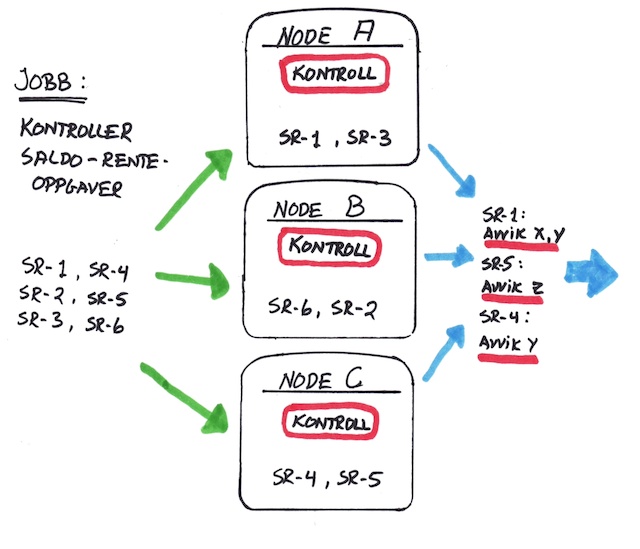 JOBB:
KONTROLLER
SALDO-RENTE-
OPPGAVER
SR-1, SR-4
SR-2, SR-5
SR-3, SR-6
NODE A
KONTROLL
SR-1, SR-3
NODE B
KONTROLL
SR-6, SR-2
NODE C
KONTROLL
SR-4, SR-5
SR-1:
AVVIK X, Y
SR-5:
AVVIK Z
SR-4:
AVVIK Y